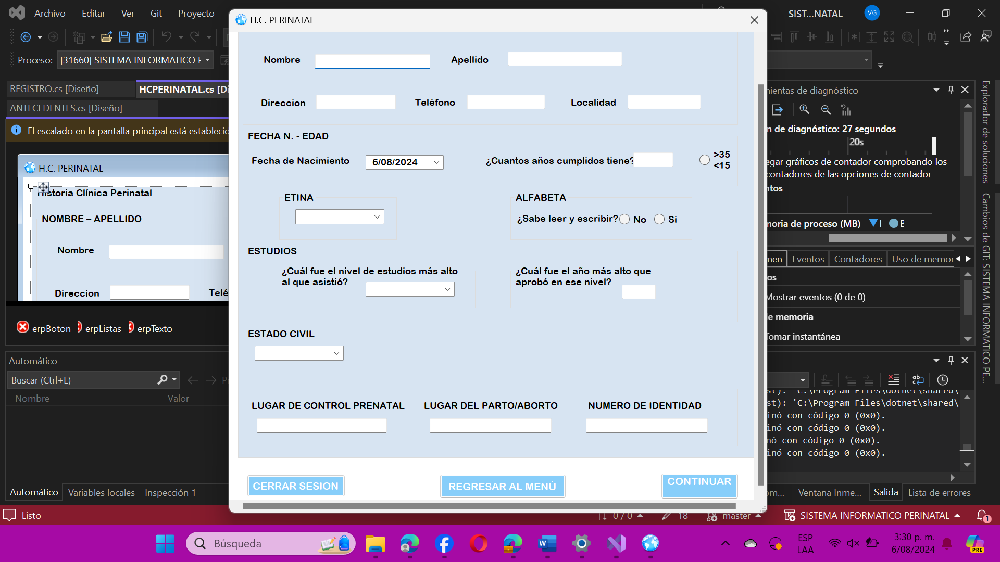 Archivo Editar Ver Git Proyecto
SIST...NATAL VG
H.C. PERINATAL
Proceso: [31660] SISTEMA INFORMATICO F
REGISTRO.cs [Diseño] HCPERINATAL.cs [Di
ANTECEDENTES.cs [Diseño]
El escalado en la pantalla principal está establecid
H.C. PERINATAL
Historia Clínica Perinatal
NOMBRE – APELLIDO
Nombre
Direccion Teléf
erpBoton erpListas erpTexto
Automático
Buscar (Ctrl+E)
Nombre Valor
Automático Variables locales Inspección 1
Nombre Apellido
Direccion Teléfono Localidad
FECHA N. - EDAD
Fecha de Nacimiento 6/08/2024 ¿Cuantos años cumplidos tiene? >35
<15
ETINA ALFABETA
¿Sabe leer y escribir? No Si
ESTUDIOS
¿Cuál fue el nivel de estudios más alto
al que asistió?
¿Cuál fue el año más alto que
aprobó en ese nivel?
ESTADO CIVIL
LUGAR DE CONTROL PRENATAL LUGAR DEL PARTO/ABORTO NUMERO DE IDENTIDAD
CERRAR SESION REGRESAR AL MENÚ CONTINUAR
mientas de diagnóstico
n de diagnóstico: 27 segundos
20s
egar gráficos de contador comprobando los
contadores de las opciones de contador
ntos
moria de proceso (MB) I B
men Eventos Contadores Uso de memor
os
Mostrar eventos (0 de 0)
e memoria
Tomar instantánea
st): 'C:\Program Files\dotnet\shared\
st): 'C:\Program Files\dotnet\shared\
inó con código 0 (0x0).
inó con código 0 (0x0).
nó con código 0 (0x0).
inó con código 0 (0x0).
om... Ventana Inme... Salida Lista de errores
Explorador de soluciones
Cambios de GIT: SISTEMA INFORMATICO PE...
Listo 0 / 0 18 master SISTEMA INFORMATICO PERINATAL 1
Búsqueda
ESP
LAA
3:30 p. m.
6/08/2024
PRE